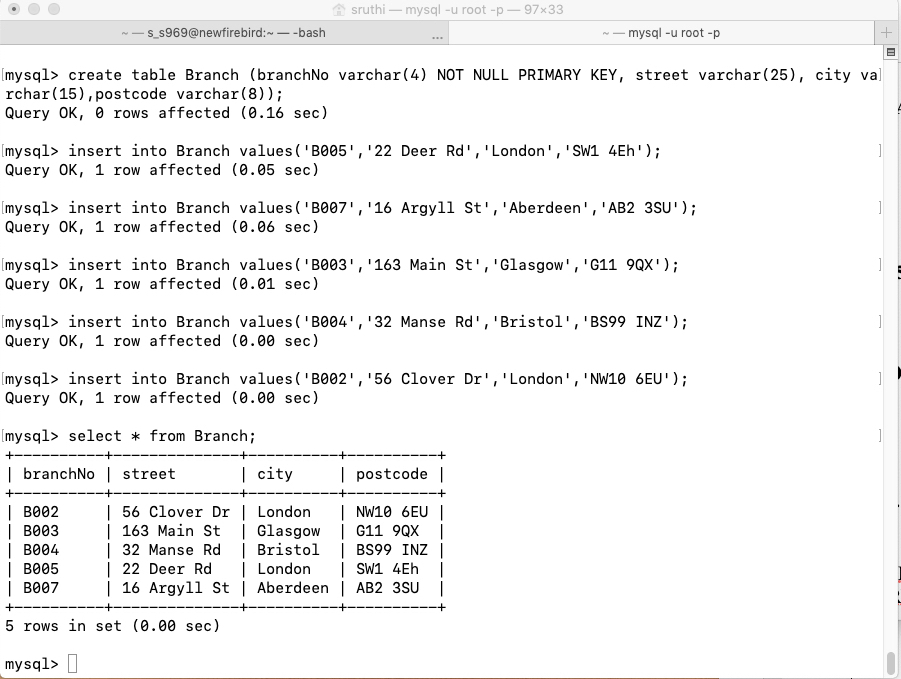 sruthi — mysql -u root -p — 97×33
~ — s_s969@newfirebird:~ — -bash ... ~ — mysql -u root -p +
[mysql> create table Branch (branchNo varchar(4) NOT NULL PRIMARY KEY, street varchar(25), city va]
rchar(15),postcode varchar(8));
Query OK, 0 rows affected (0.16 sec)
[mysql> insert into Branch values('B005','22 Deer Rd','London','SW1 4Eh'); ]
Query OK, 1 row affected (0.05 sec)
[mysql> insert into Branch values('B007','16 Argyll St','Aberdeen','AB2 3SU'); ]
Query OK, 1 row affected (0.06 sec)
[mysql> insert into Branch values('B003','163 Main St','Glasgow','G11 9QX'); ]
Query OK, 1 row affected (0.01 sec)
[mysql> insert into Branch values('B004','32 Manse Rd','Bristol','BS99 INZ'); ]
Query OK, 1 row affected (0.00 sec)
[mysql> insert into Branch values('B002','56 Clover Dr','London','NW10 6EU'); ]
Query OK, 1 row affected (0.00 sec)
[mysql> select * from Branch; ]
+----------+--------------+----------+----------+
| branchNo | street       | city     | postcode |
+----------+--------------+----------+----------+
| B002     | 56 Clover Dr | London   | NW10 6EU |
| B003     | 163 Main St  | Glasgow  | G11 9QX  |
| B004     | 32 Manse Rd  | Bristol  | BS99 INZ |
| B005     | 22 Deer Rd   | London   | SW1 4Eh  |
| B007     | 16 Argyll St | Aberdeen | AB2 3SU  |
+----------+--------------+----------+----------+
5 rows in set (0.00 sec)
mysql>